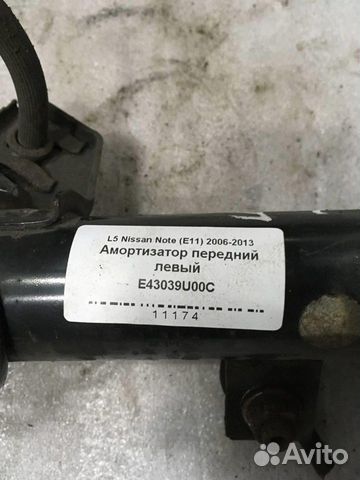 L5 Nissan Note (E11) 2006-2013
Амортизатор передний
левый
E43039U00C
11174
Avito